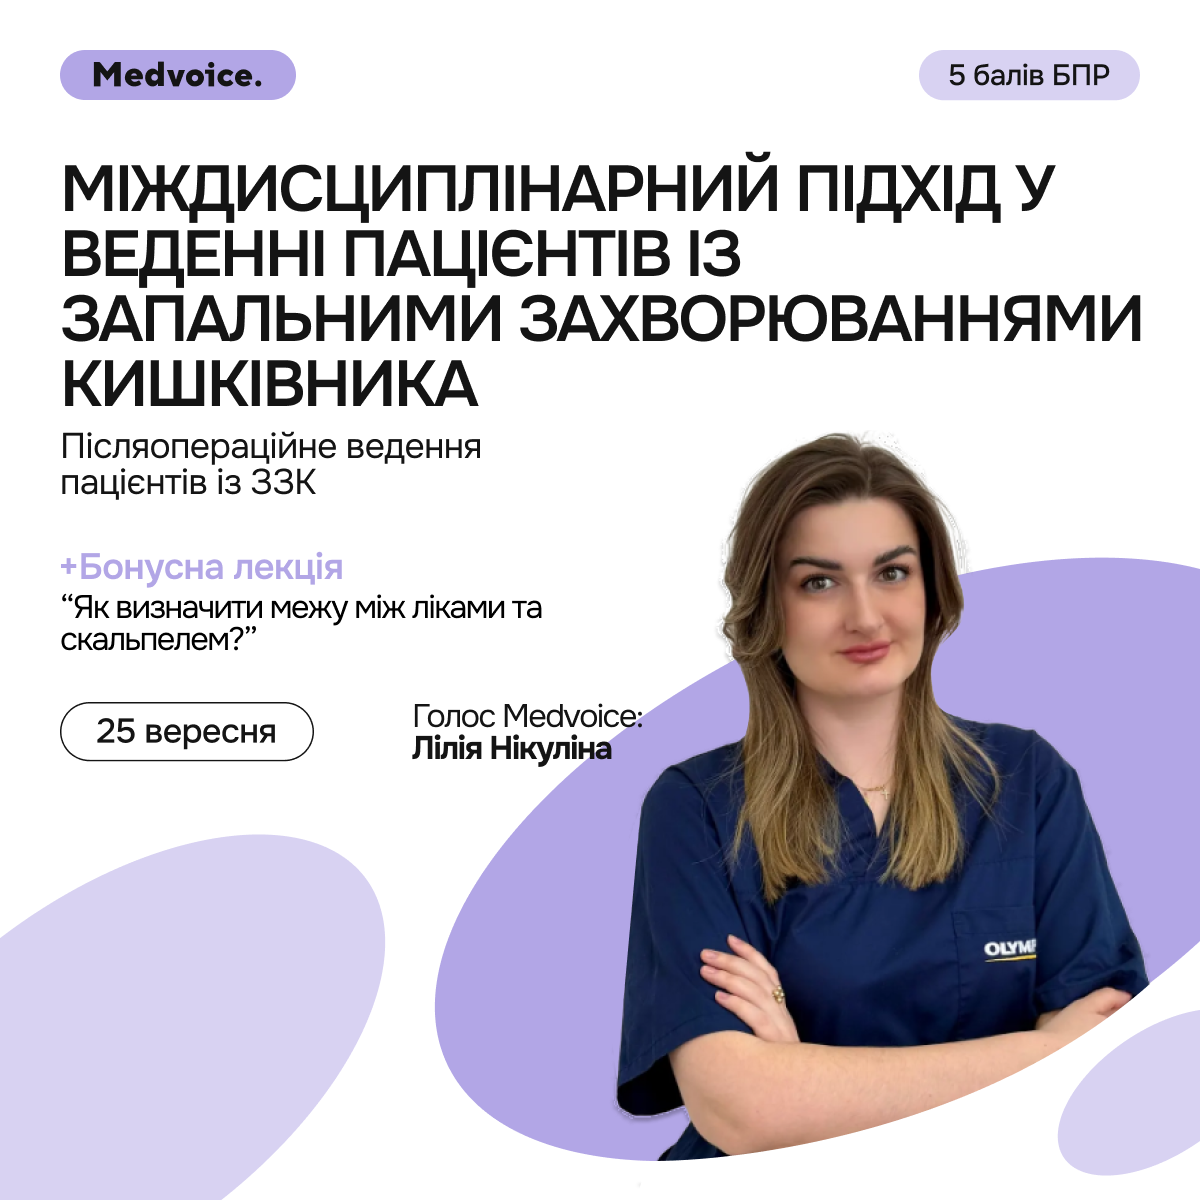 Medvoice.
5 балів БПР
МІЖДИСЦИПЛІНАРНИЙ ПІДХІД У
ВЕДЕННІ ПАЦІЄНТІВ ІЗ
ЗАПАЛЬНИМИ ЗАХВОРЮВАННЯМИ
КИШКІВНИКА
Післяопераційне ведення
пацієнтів із ЗЗК
+Бонусна лекція
“Як визначити межу між ліками та
скальпелем?”
25 вересня
Голос Medvoice:
Лілія Нікуліна